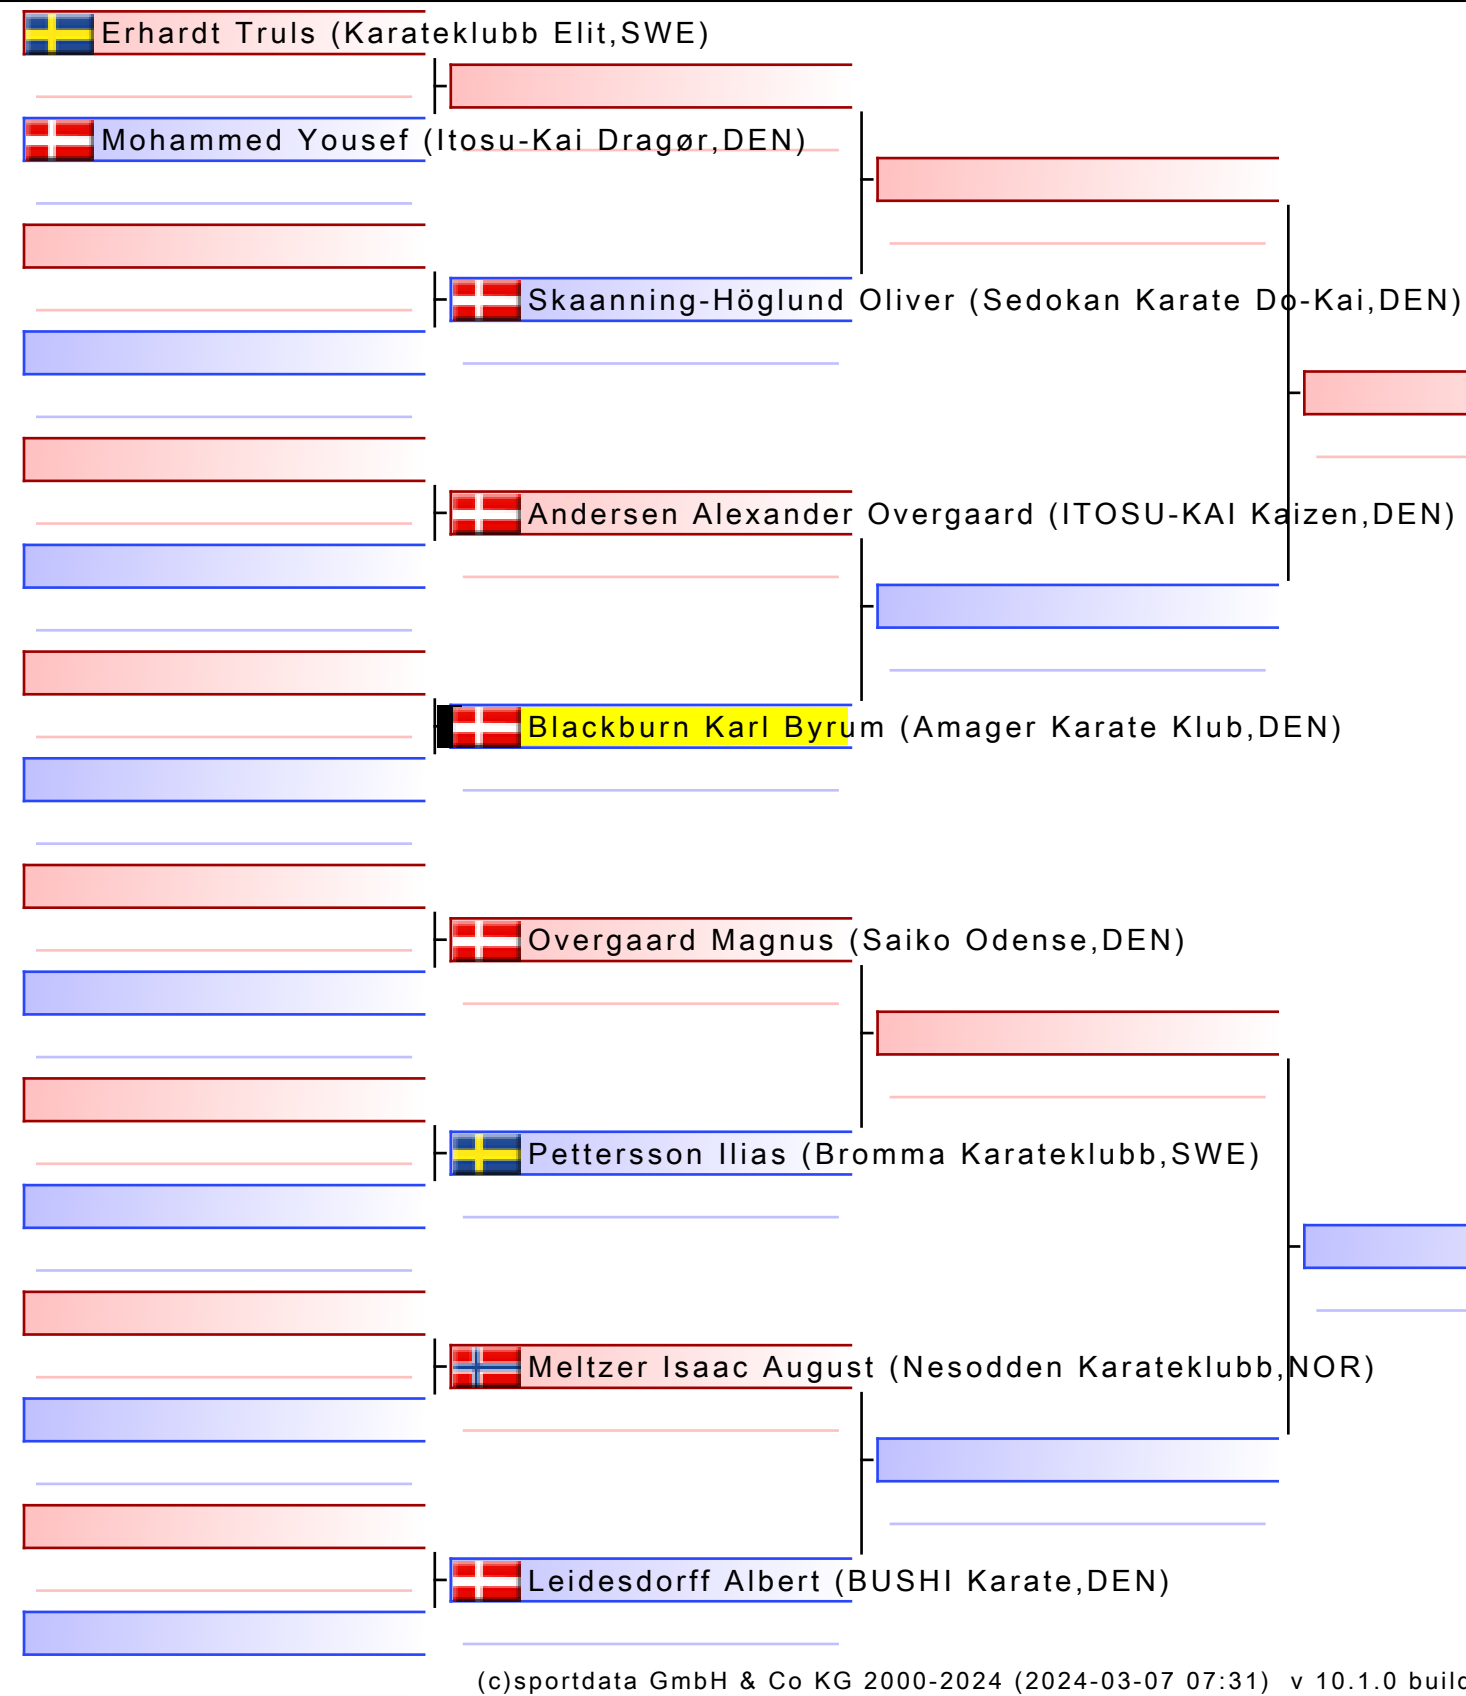 Erhardt Truls (Karateklubb Elit,SWE)
Mohammed Yousef (Itosu-Kai Dragør,DEN)
Skaanning-Höglund Oliver (Sedokan Karate Do-Kai,DEN)
Andersen Alexander Overgaard (ITOSU-KAI Kaizen,DEN)
Blackburn Karl Byrum (Amager Karate Klub,DEN)
Overgaard Magnus (Saiko Odense,DEN)
Pettersson Ilias (Bromma Karateklubb,SWE)
Meltzer Isaac August (Nesodden Karateklubb,NOR)
Leidesdorff Albert (BUSHI Karate,DEN)
(c)sportdata GmbH & Co KG 2000-2024 (2024-03-07 07:31) v 10.1.0 build